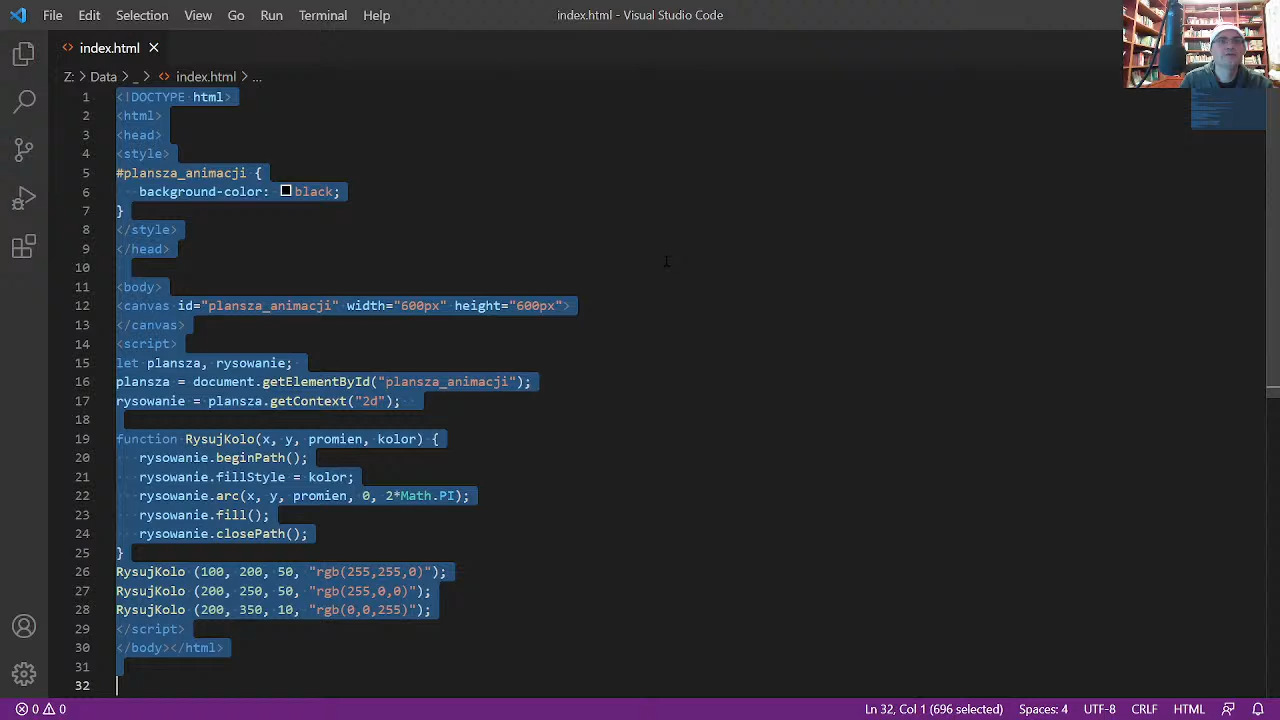 File Edit Selection View Go Run Terminal Help index.html - Visual Studio Code
index.html
Z: > Data > _ > index.html > ...
1 <!DOCTYPE html>
2 <html>
3 <head>
4 <style>
5 #plansza_animacji {
6 background-color: black;
7 }
8 </style>
9 </head>
10
11 <body>
12 <canvas id="plansza_animacji" width="600px" height="600px">
13 </canvas>
14 <script>
15 let plansza, rysowanie;
16 plansza = document.getElementById("plansza_animacji");
17 rysowanie = plansza.getContext("2d");
18
19 function RysujKolo(x, y, promien, kolor) {
20 rysowanie.beginPath();
21 rysowanie.fillStyle = kolor;
22 rysowanie.arc(x, y, promien, 0, 2*Math.PI);
23 rysowanie.fill();
24 rysowanie.closePath();
25 }
26 RysujKolo (100, 200, 50, "rgb(255,255,0)");
27 RysujKolo (200, 250, 50, "rgb(255,0,0)");
28 RysujKolo (200, 350, 10, "rgb(0,0,255)");
29 </script>
30 </body></html>
31
32
0 0 Ln 32, Col 1 (696 selected) Spaces: 4 UTF-8 CRLF HTML